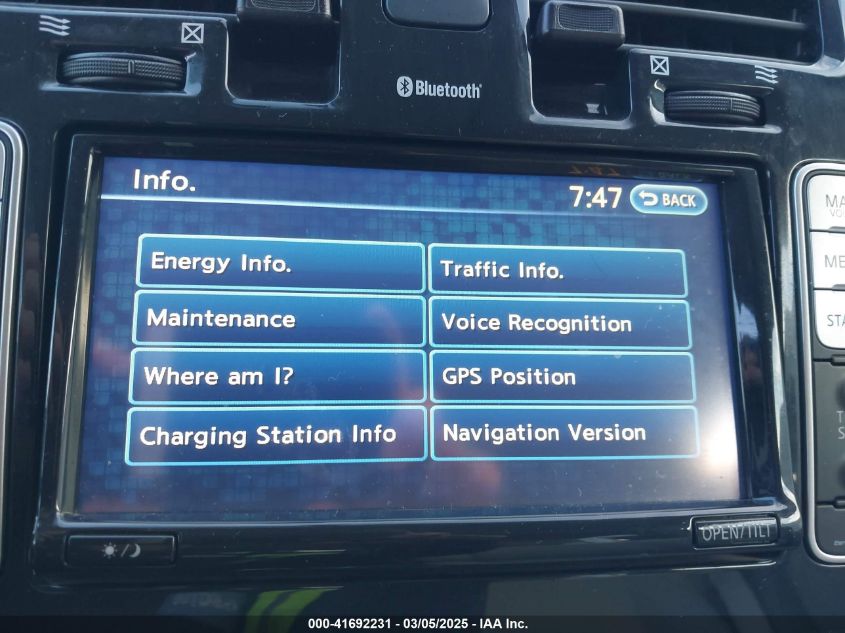 Bluetooth
Info.
7:47 BACK
Energy Info.
Traffic Info.
Maintenance
Voice Recognition
Where am I?
GPS Position
Charging Station Info
Navigation Version
OPEN/TILT
000-41692231 - 03/05/2025 - IAA Inc.